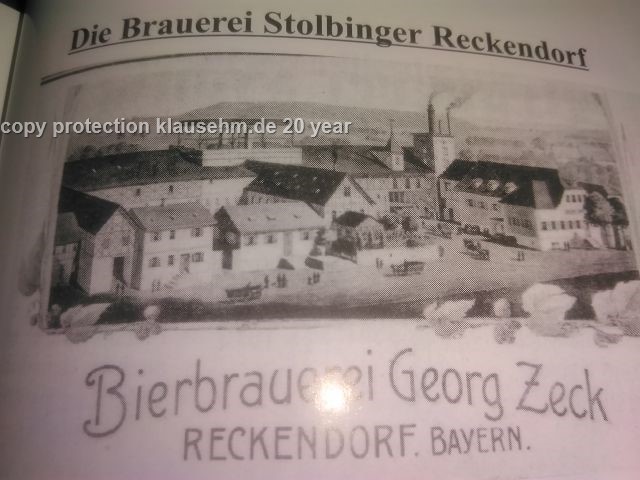 Die Brauerei Stolbinger Reckendorf
copy protection klausehm.de 20 year
Bierbrauerei Georg Zeck
RECKENDORF. BAYERN.